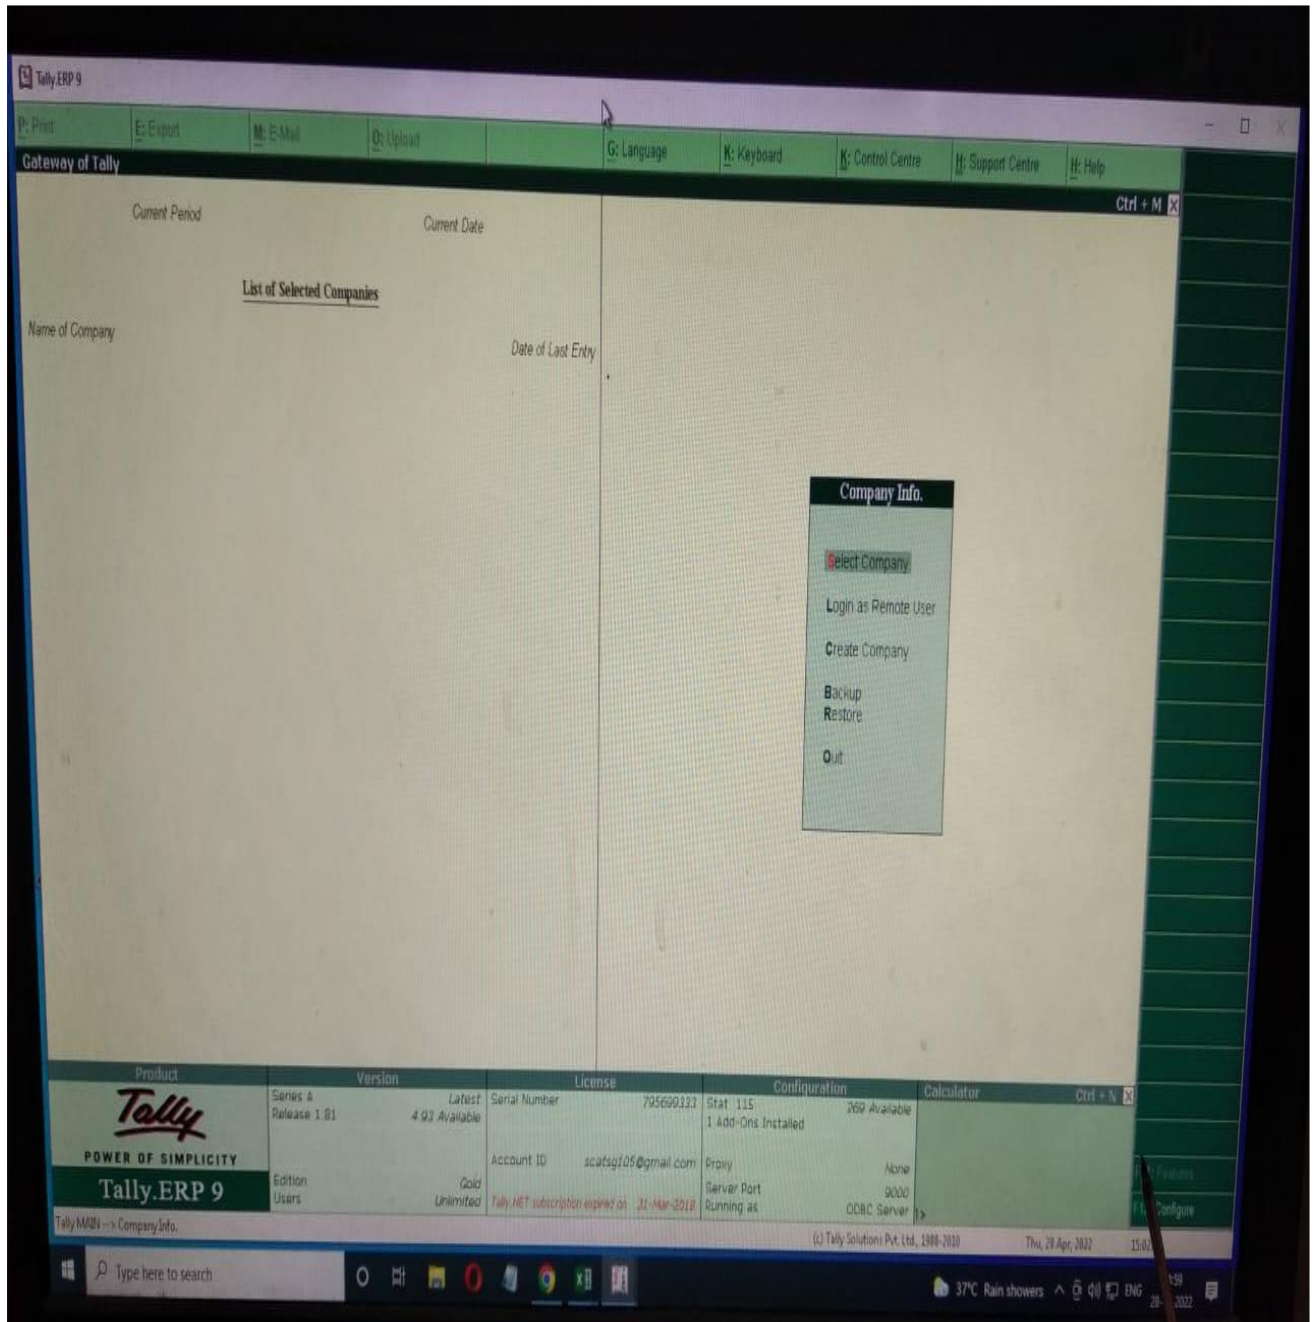 Tally.ERP 9
P: Print E: Export M: E-Mail O: Upload G: Language K: Keyboard K: Control Centre H: Support Centre H: Help
Gateway of Tally Ctrl + M X
Current Period Current Date
List of Selected Companies
Name of Company Date of Last Entry
Company Info.
Select Company
Login as Remote User
Create Company
Backup
Restore
Quit
Product Version License Configuration Calculator Ctrl + N X
Tally
POWER OF SIMPLICITY
Tally.ERP 9
Series A Latest
Release 1.81 4.93 Available
Edition Gold
Users Unlimited
Serial Number 795699333
Account ID scatsg105@gmail.com
Tally.NET subscription expired on 31-Mar-2018
Stat 115 269 Available
1 Add-Ons Installed
Proxy None
Server Port 9000
Running as ODBC Server
1>
Features
Configure
Tally MAIN --> Company Info. (c) Tally Solutions Pvt. Ltd., 1988-2010 Thu, 28 Apr, 2022
Type here to search 37°C Rain showers ENG
2022